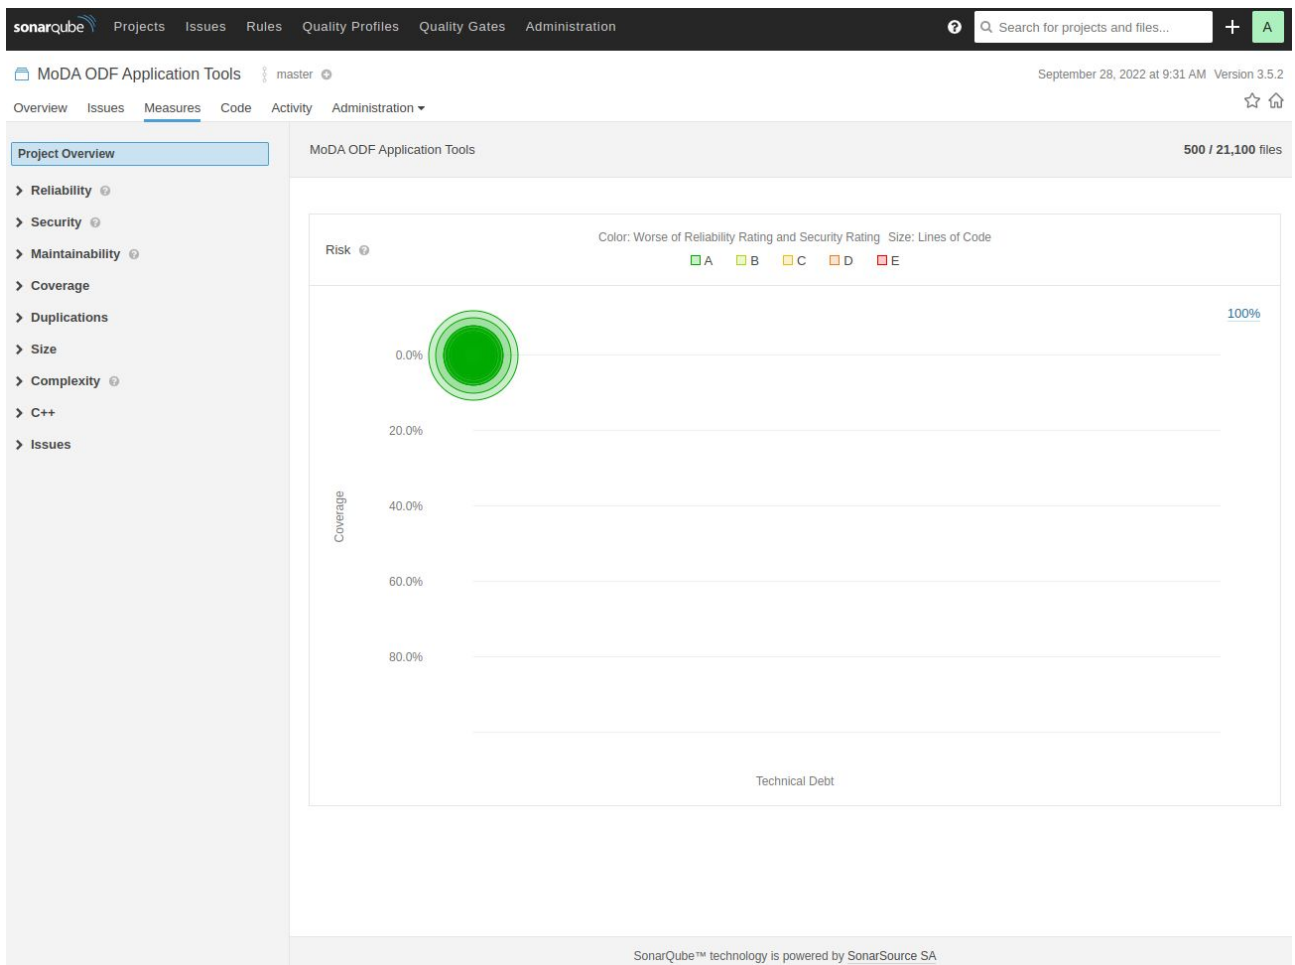 sonarqube Projects Issues Rules Quality Profiles Quality Gates Administration Search for projects and files... A
MoDA ODF Application Tools master September 28, 2022 at 9:31 AM Version 3.5.2
Overview Issues Measures Code Activity Administration
Project Overview
Reliability
Security
Maintainability
Coverage
Duplications
Size
Complexity
C++
Issues
MoDA ODF Application Tools 500 / 21,100 files
Risk
Color: Worse of Reliability Rating and Security Rating Size: Lines of Code
A B C D E
100%
0.0%
20.0%
40.0%
60.0%
80.0%
Coverage
Technical Debt
SonarQube™ technology is powered by SonarSource SA